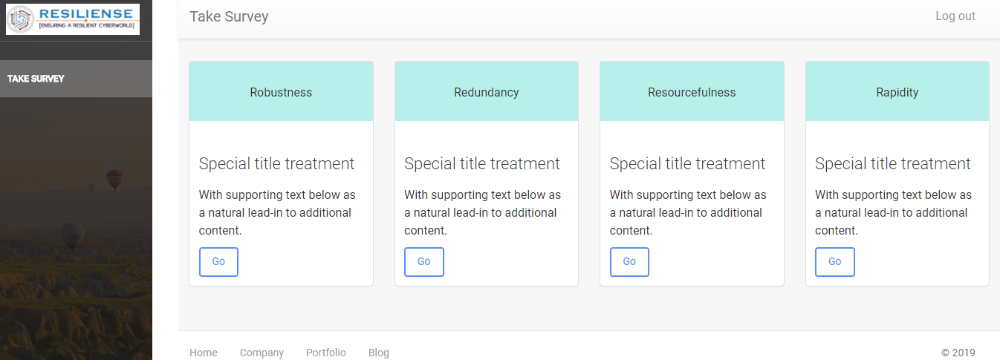 RESILIENSE
[ENSURING A RESILIENT CYBERWORLD]
TAKE SURVEY
Take Survey
Log out
Robustness
Special title treatment
With supporting text below as
a natural lead-in to additional
content.
Go
Redundancy
Special title treatment
With supporting text below as
a natural lead-in to additional
content.
Go
Resourcefulness
Special title treatment
With supporting text below as
a natural lead-in to additional
content.
Go
Rapidity
Special title treatment
With supporting text below as
a natural lead-in to additional
content.
Go
Home Company Portfolio Blog
© 2019